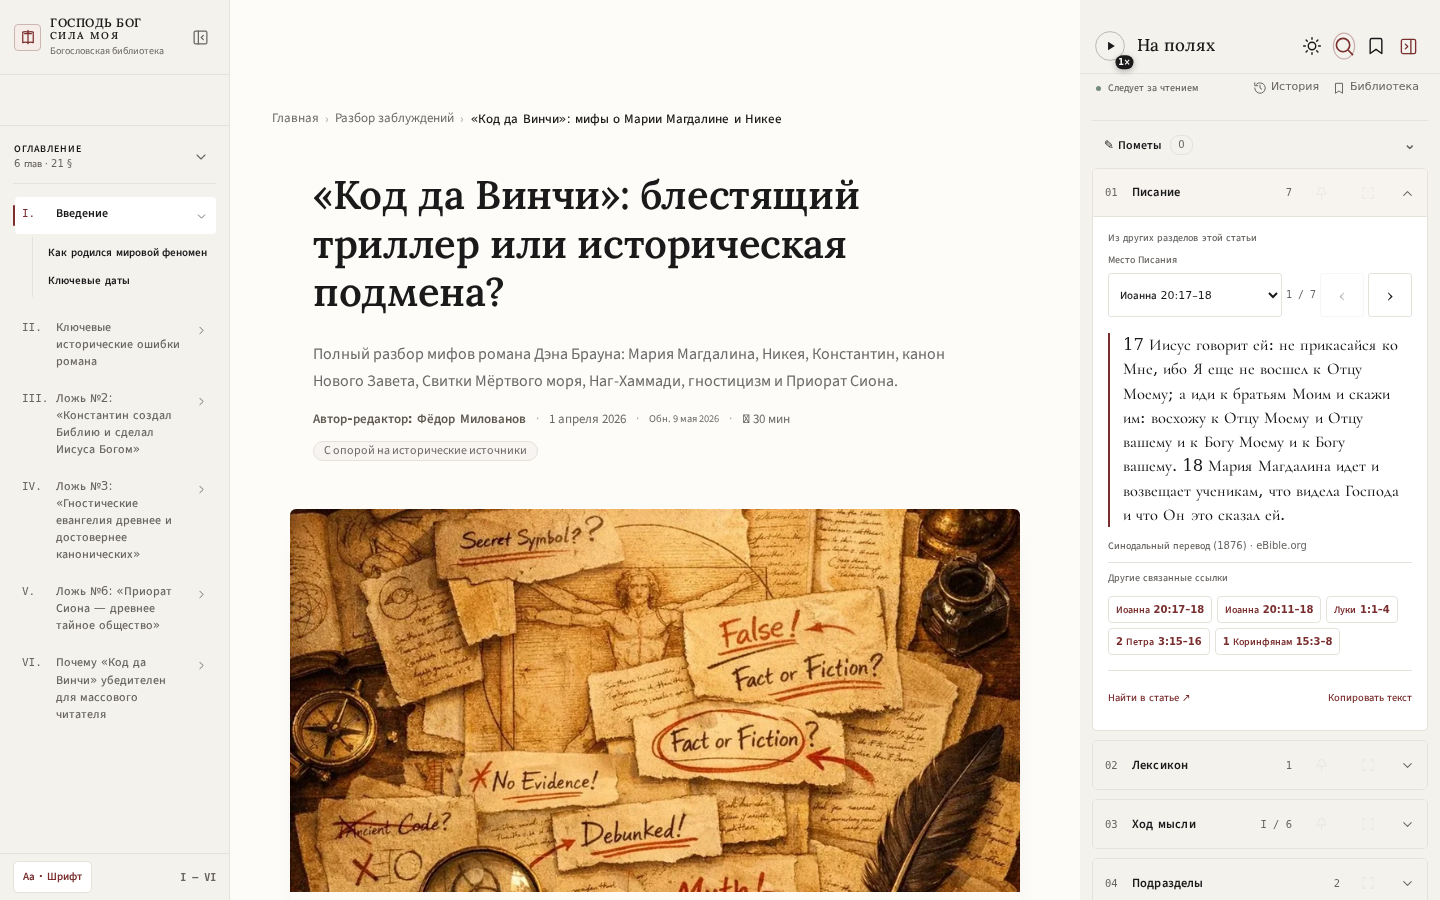 ГОСПОДЬ БОГ
СИЛА МОЯ
Богословская библиотека
ОГЛАВЛЕНИЕ
6 глав · 21 §
I. Введение
Как родился мировой феномен
Ключевые даты
II. Ключевые
исторические ошибки
романа
III. Ложь №2:
«Константин создал
Библию и сделал
Иисуса Богом»
IV. Ложь №3:
«Гностические
евангелия древнее и
достовернее
канонических»
V. Ложь №6: «Приорат
Сиона — древнее
тайное общество»
VI. Почему «Код да
Винчи» убедителен
для массового
читателя
Aa · Шрифт
I — VI
Главная › Разбор заблуждений › «Код да Винчи»: мифы о Марии Магдалине и Никее
«Код да Винчи»: блестящий
триллер или историческая
подмена?
Полный разбор мифов романа Дэна Брауна: Мария Магдалина, Никея, Константин, канон
Нового Завета, Свитки Мёртвого моря, Наг-Хаммади, гностицизм и Приорат Сиона.
Автор-редактор: Фёдор Милованов · 1 апреля 2026 · Обн. 9 мая 2026 · 30 мин
С опорой на исторические источники
Secret Symbol??
False!
Fact or Fiction?
Fact or Fiction?
No Evidence!
Ancient Code?
Debunked!
Myth!
1×
На полях
Следует за чтением
История
Библиотека
✎ Пометы 0
01 Писание 7
Из других разделов этой статьи
Место Писания
Иоанна 20:17–18
1 / 7
17 Иисус говорит ей: не прикасайся ко
Мне, ибо Я еще не восшел к Отцу
Моему; а иди к братьям Моим и скажи
им: восхожу к Отцу Моему и Отцу
вашему и к Богу Моему и к Богу
вашему. 18 Мария Магдалина идет и
возвещает ученикам, что видела Господа
и что Он это сказал ей.
Синодальный перевод (1876) · eBible.org
Другие связанные ссылки
Иоанна 20:17–18
Иоанна 20:11–18
Луки 1:1–4
2 Петра 3:15–16
1 Коринфянам 15:3–8
Найти в статье ↗
Копировать текст
02 Лексикон 1
03 Ход мысли I / 6
04 Подразделы 2